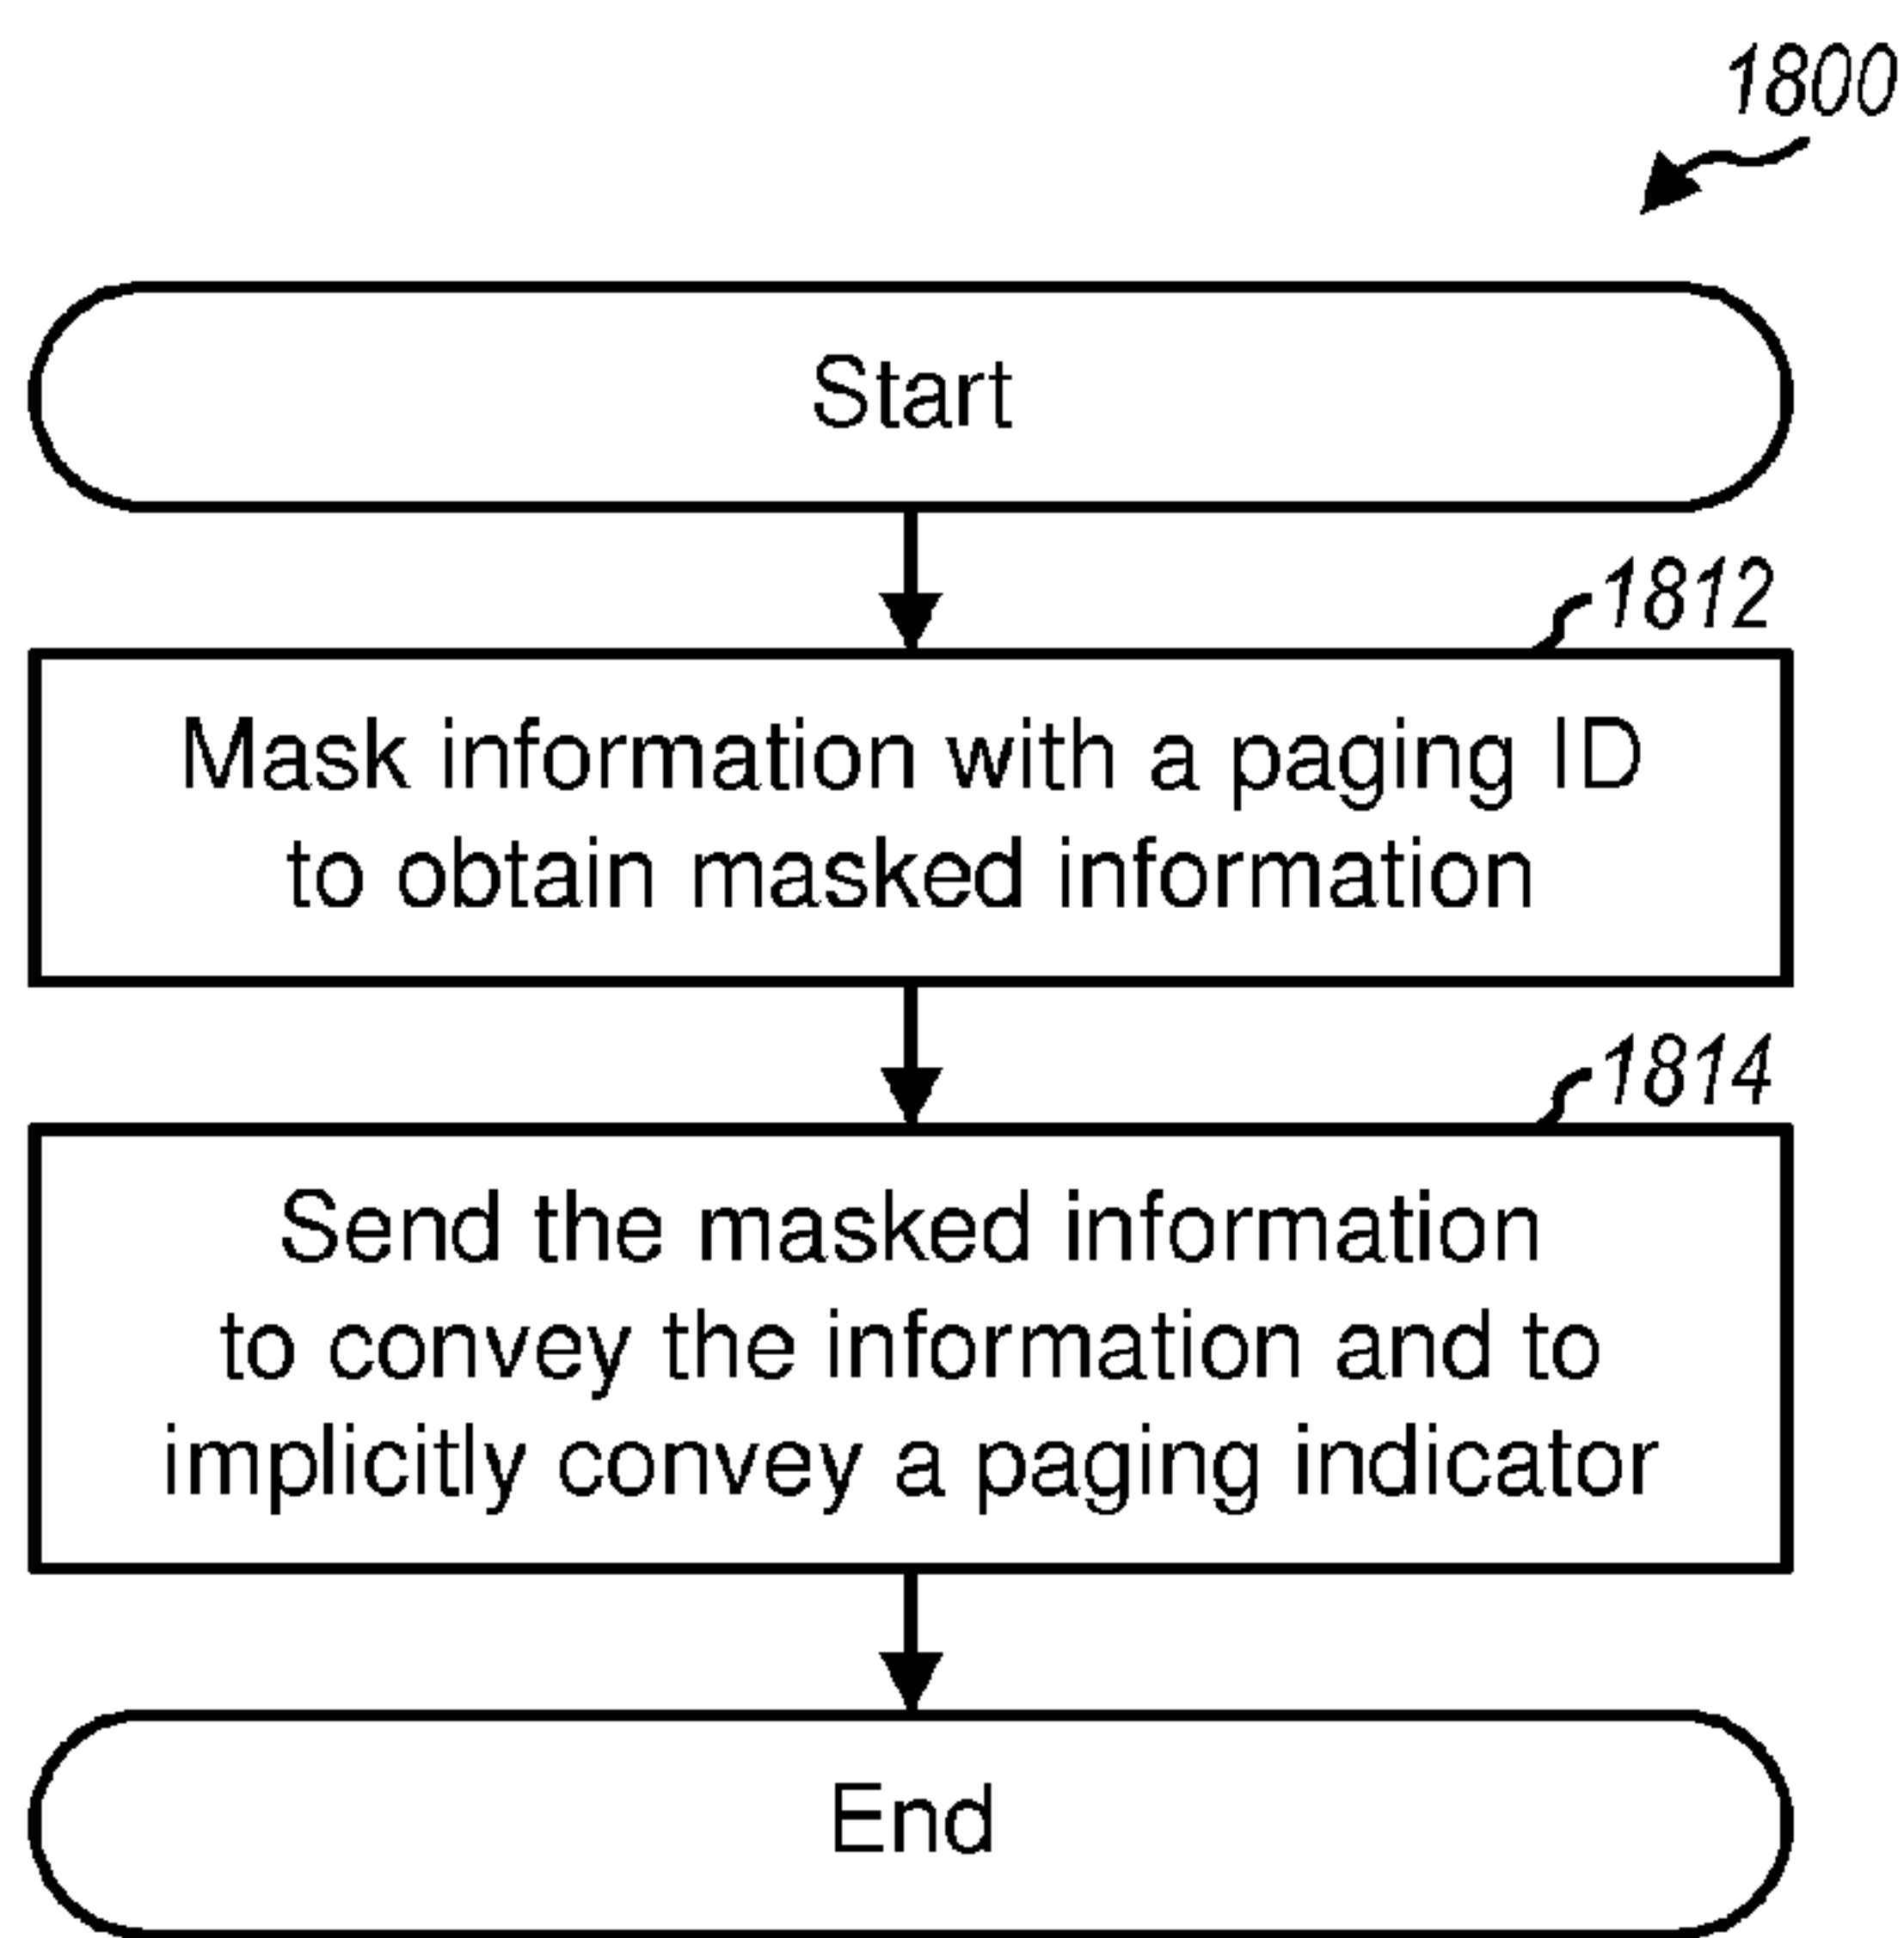 1800
Start
1812
Mask information with a paging ID
to obtain masked information
1814
Send the masked information
to convey the information and to
implicitly convey a paging indicator
End